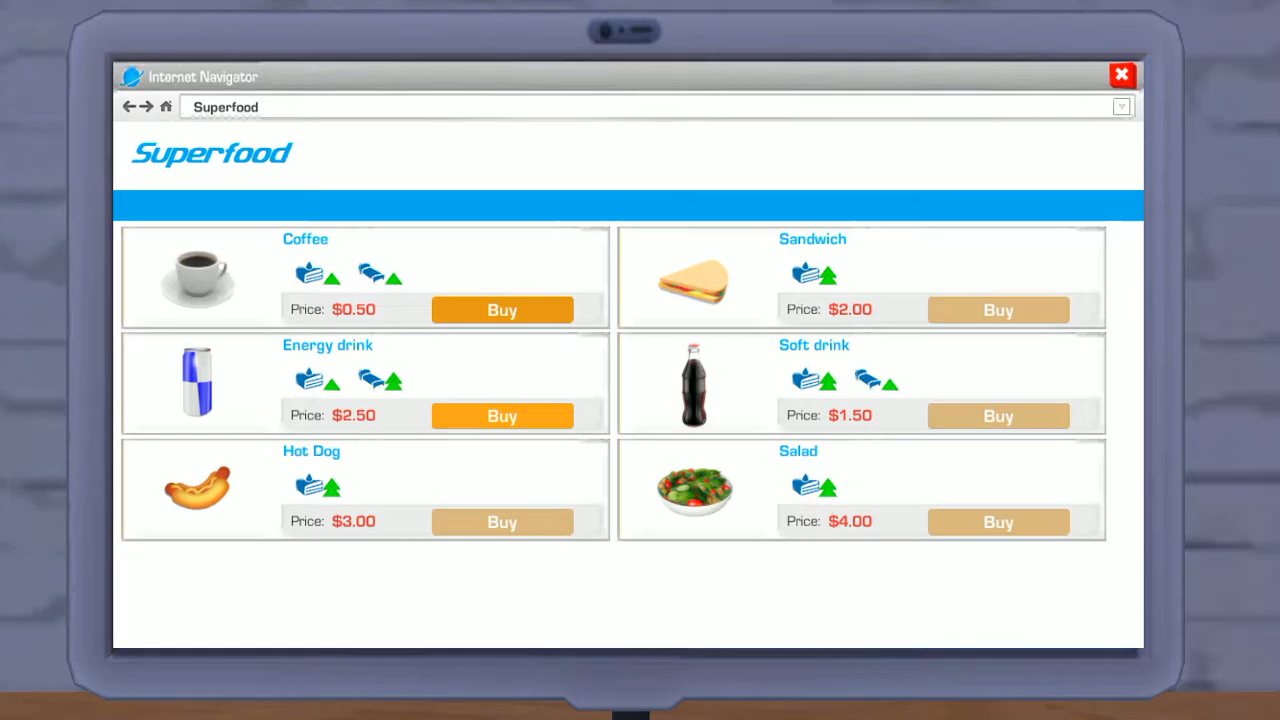 Internet Navigator
Superfood
Superfood
Coffee
Price: $0.50 Buy
Sandwich
Price: $2.00 Buy
Energy drink
Price: $2.50 Buy
Soft drink
Price: $1.50 Buy
Hot Dog
Price: $3.00 Buy
Salad
Price: $4.00 Buy